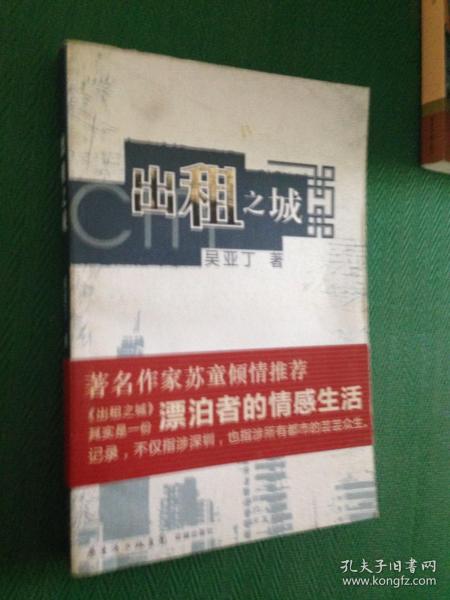 出租之城
CITY
吴亚丁 著
著名作家苏童倾情推荐
《出租之城》
其实是一份 漂泊者的情感生活
记录，不仅指涉深圳，也指涉所有都市的芸芸众生。
孔夫子旧书网
www.kongfz.com